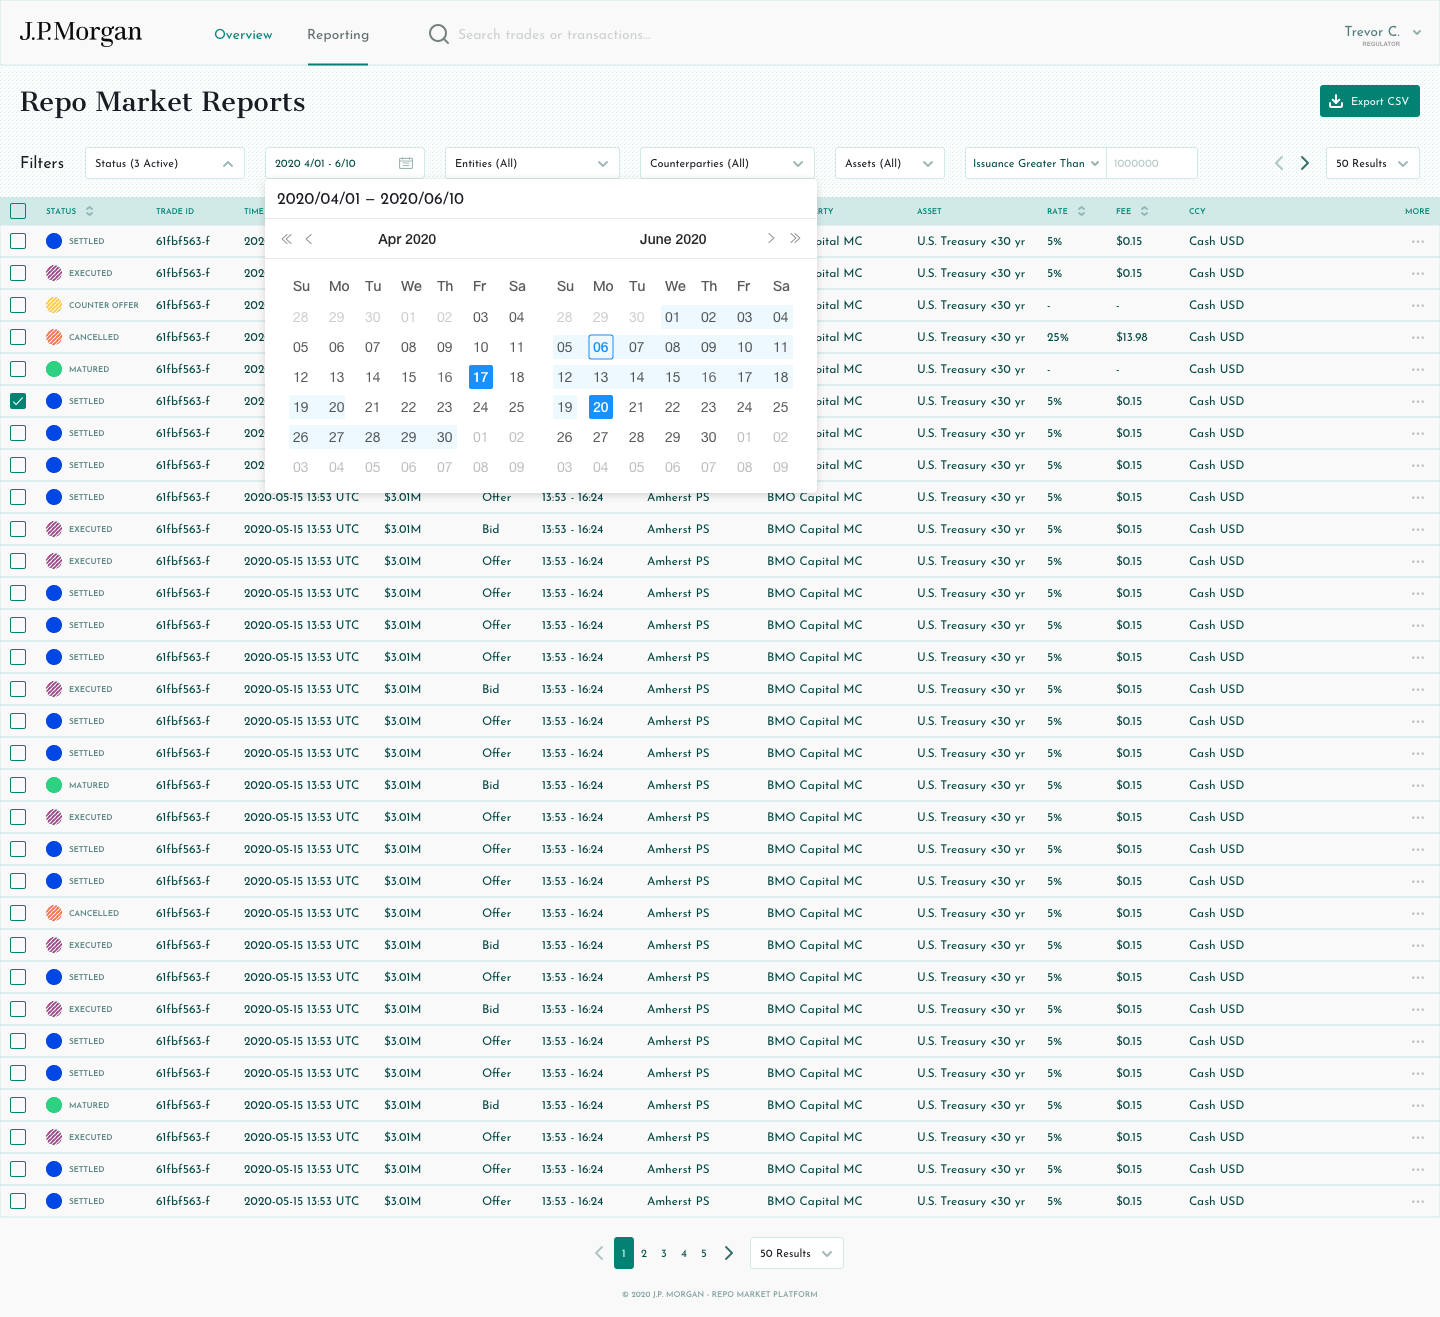 J.P.Morgan Overview Reporting Search trades or transactions... Trevor C.
REGULATOR
Repo Market Reports Export CSV
Filters Status (3 Active) 2020 4/01 - 6/10 Entities (All) Counterparties (All) Assets (All) Issuance Greater Than 1000000 50 Results
2020/04/01 – 2020/06/10
STATUS TRADE ID TIME RTY ASSET RATE FEE CCY MORE
Apr 2020 June 2020
Su Mo Tu We Th Fr Sa Su Mo Tu We Th Fr Sa
28 29 30 01 02 03 04 28 29 30 01 02 03 04
05 06 07 08 09 10 11 05 06 07 08 09 10 11
12 13 14 15 16 17 18 12 13 14 15 16 17 18
19 20 21 22 23 24 25 19 20 21 22 23 24 25
26 27 28 29 30 01 02 26 27 28 29 30 01 02
03 04 05 06 07 08 09 03 04 05 06 07 08 09
SETTLED 61fbf563-f 202 pital MC U.S. Treasury <30 yr 5% $0.15 Cash USD
EXECUTED 61fbf563-f 202 pital MC U.S. Treasury <30 yr 5% $0.15 Cash USD
COUNTER OFFER 61fbf563-f 202 pital MC U.S. Treasury <30 yr - - Cash USD
CANCELLED 61fbf563-f 202 pital MC U.S. Treasury <30 yr 25% $13.98 Cash USD
MATURED 61fbf563-f 202 pital MC U.S. Treasury <30 yr - - Cash USD
SETTLED 61fbf563-f 202 pital MC U.S. Treasury <30 yr 5% $0.15 Cash USD
SETTLED 61fbf563-f 202 pital MC U.S. Treasury <30 yr 5% $0.15 Cash USD
SETTLED 61fbf563-f 202 pital MC U.S. Treasury <30 yr 5% $0.15 Cash USD
SETTLED 61fbf563-f 2020-05-15 13:53 UTC $3.01M Offer 13:53 - 16:24 Amherst PS BMO Capital MC U.S. Treasury <30 yr 5% $0.15 Cash USD
EXECUTED 61fbf563-f 2020-05-15 13:53 UTC $3.01M Bid 13:53 - 16:24 Amherst PS BMO Capital MC U.S. Treasury <30 yr 5% $0.15 Cash USD
EXECUTED 61fbf563-f 2020-05-15 13:53 UTC $3.01M Offer 13:53 - 16:24 Amherst PS BMO Capital MC U.S. Treasury <30 yr 5% $0.15 Cash USD
SETTLED 61fbf563-f 2020-05-15 13:53 UTC $3.01M Offer 13:53 - 16:24 Amherst PS BMO Capital MC U.S. Treasury <30 yr 5% $0.15 Cash USD
SETTLED 61fbf563-f 2020-05-15 13:53 UTC $3.01M Offer 13:53 - 16:24 Amherst PS BMO Capital MC U.S. Treasury <30 yr 5% $0.15 Cash USD
SETTLED 61fbf563-f 2020-05-15 13:53 UTC $3.01M Offer 13:53 - 16:24 Amherst PS BMO Capital MC U.S. Treasury <30 yr 5% $0.15 Cash USD
EXECUTED 61fbf563-f 2020-05-15 13:53 UTC $3.01M Bid 13:53 - 16:24 Amherst PS BMO Capital MC U.S. Treasury <30 yr 5% $0.15 Cash USD
SETTLED 61fbf563-f 2020-05-15 13:53 UTC $3.01M Offer 13:53 - 16:24 Amherst PS BMO Capital MC U.S. Treasury <30 yr 5% $0.15 Cash USD
SETTLED 61fbf563-f 2020-05-15 13:53 UTC $3.01M Offer 13:53 - 16:24 Amherst PS BMO Capital MC U.S. Treasury <30 yr 5% $0.15 Cash USD
MATURED 61fbf563-f 2020-05-15 13:53 UTC $3.01M Bid 13:53 - 16:24 Amherst PS BMO Capital MC U.S. Treasury <30 yr 5% $0.15 Cash USD
EXECUTED 61fbf563-f 2020-05-15 13:53 UTC $3.01M Offer 13:53 - 16:24 Amherst PS BMO Capital MC U.S. Treasury <30 yr 5% $0.15 Cash USD
SETTLED 61fbf563-f 2020-05-15 13:53 UTC $3.01M Offer 13:53 - 16:24 Amherst PS BMO Capital MC U.S. Treasury <30 yr 5% $0.15 Cash USD
SETTLED 61fbf563-f 2020-05-15 13:53 UTC $3.01M Offer 13:53 - 16:24 Amherst PS BMO Capital MC U.S. Treasury <30 yr 5% $0.15 Cash USD
CANCELLED 61fbf563-f 2020-05-15 13:53 UTC $3.01M Offer 13:53 - 16:24 Amherst PS BMO Capital MC U.S. Treasury <30 yr 5% $0.15 Cash USD
EXECUTED 61fbf563-f 2020-05-15 13:53 UTC $3.01M Bid 13:53 - 16:24 Amherst PS BMO Capital MC U.S. Treasury <30 yr 5% $0.15 Cash USD
SETTLED 61fbf563-f 2020-05-15 13:53 UTC $3.01M Offer 13:53 - 16:24 Amherst PS BMO Capital MC U.S. Treasury <30 yr 5% $0.15 Cash USD
EXECUTED 61fbf563-f 2020-05-15 13:53 UTC $3.01M Bid 13:53 - 16:24 Amherst PS BMO Capital MC U.S. Treasury <30 yr 5% $0.15 Cash USD
SETTLED 61fbf563-f 2020-05-15 13:53 UTC $3.01M Offer 13:53 - 16:24 Amherst PS BMO Capital MC U.S. Treasury <30 yr 5% $0.15 Cash USD
SETTLED 61fbf563-f 2020-05-15 13:53 UTC $3.01M Offer 13:53 - 16:24 Amherst PS BMO Capital MC U.S. Treasury <30 yr 5% $0.15 Cash USD
MATURED 61fbf563-f 2020-05-15 13:53 UTC $3.01M Bid 13:53 - 16:24 Amherst PS BMO Capital MC U.S. Treasury <30 yr 5% $0.15 Cash USD
EXECUTED 61fbf563-f 2020-05-15 13:53 UTC $3.01M Offer 13:53 - 16:24 Amherst PS BMO Capital MC U.S. Treasury <30 yr 5% $0.15 Cash USD
SETTLED 61fbf563-f 2020-05-15 13:53 UTC $3.01M Offer 13:53 - 16:24 Amherst PS BMO Capital MC U.S. Treasury <30 yr 5% $0.15 Cash USD
SETTLED 61fbf563-f 2020-05-15 13:53 UTC $3.01M Offer 13:53 - 16:24 Amherst PS BMO Capital MC U.S. Treasury <30 yr 5% $0.15 Cash USD
1 2 3 4 5 50 Results
© 2020 J.P. MORGAN - REPO MARKET PLATFORM